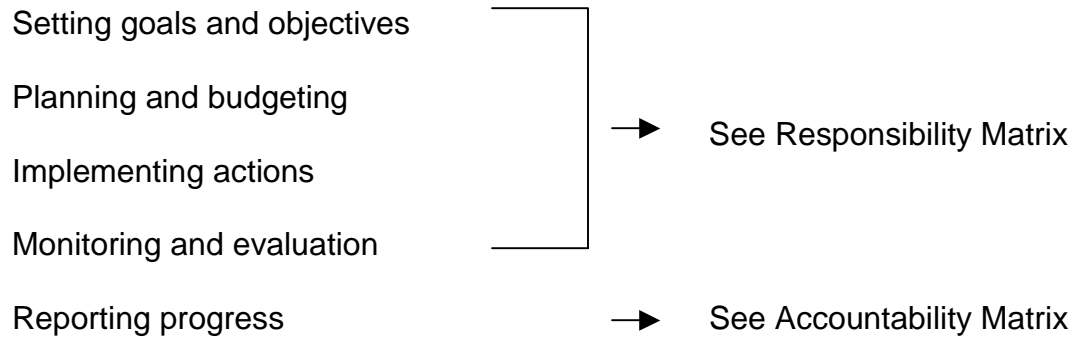 Setting goals and objectives
Planning and budgeting
See Responsibility Matrix
Implementing actions
Monitoring and evaluation
Reporting progress
See Accountability Matrix